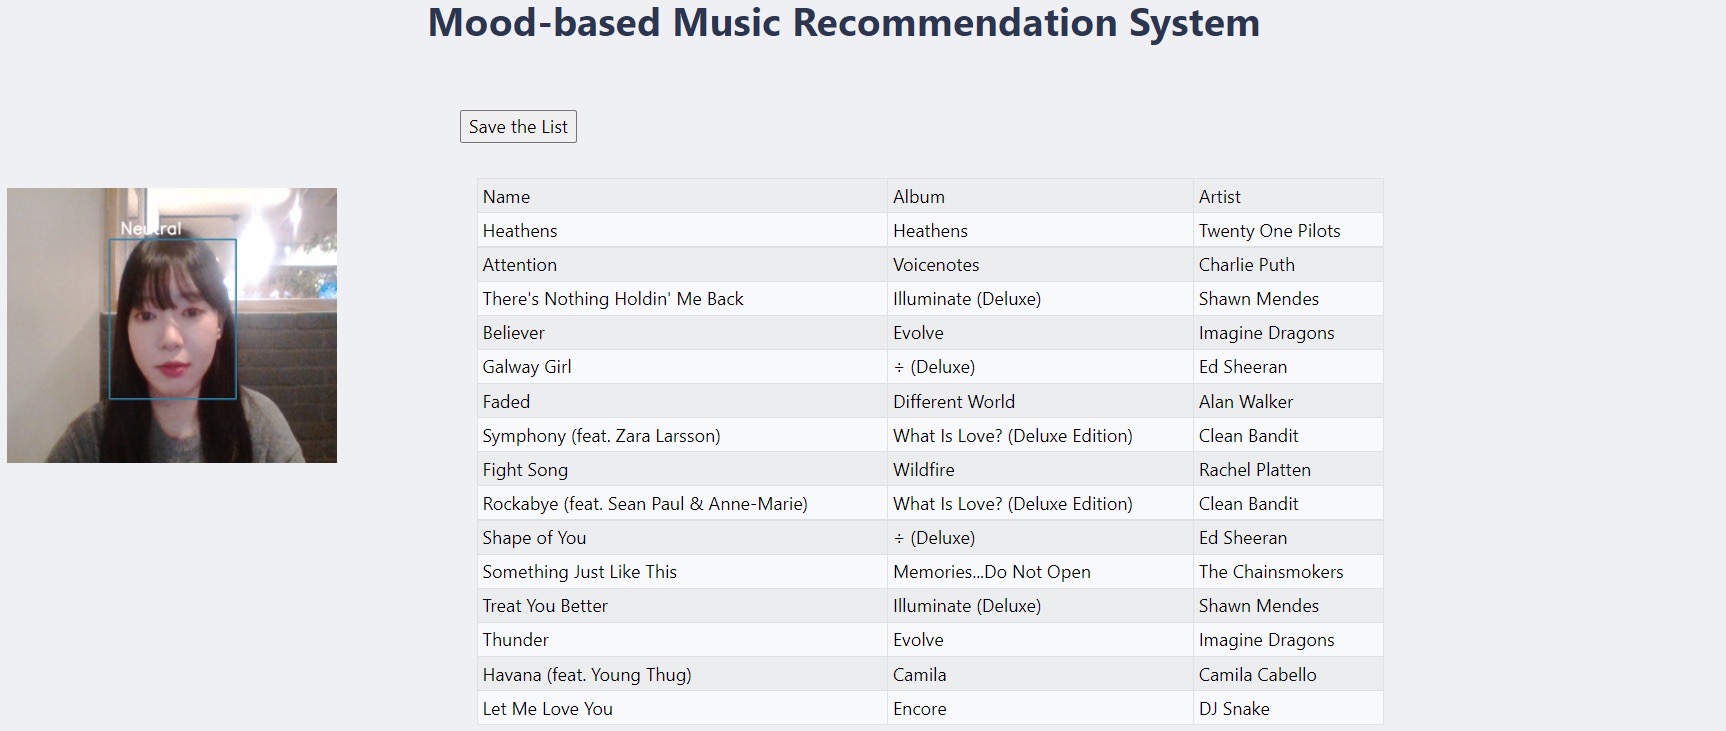 Mood-based Music Recommendation System
Save the List
Neutral
Name Album Artist
Heathens Heathens Twenty One Pilots
Attention Voicenotes Charlie Puth
There's Nothing Holdin' Me Back Illuminate (Deluxe) Shawn Mendes
Believer Evolve Imagine Dragons
Galway Girl ÷ (Deluxe) Ed Sheeran
Faded Different World Alan Walker
Symphony (feat. Zara Larsson) What Is Love? (Deluxe Edition) Clean Bandit
Fight Song Wildfire Rachel Platten
Rockabye (feat. Sean Paul & Anne-Marie) What Is Love? (Deluxe Edition) Clean Bandit
Shape of You ÷ (Deluxe) Ed Sheeran
Something Just Like This Memories...Do Not Open The Chainsmokers
Treat You Better Illuminate (Deluxe) Shawn Mendes
Thunder Evolve Imagine Dragons
Havana (feat. Young Thug) Camila Camila Cabello
Let Me Love You Encore DJ Snake